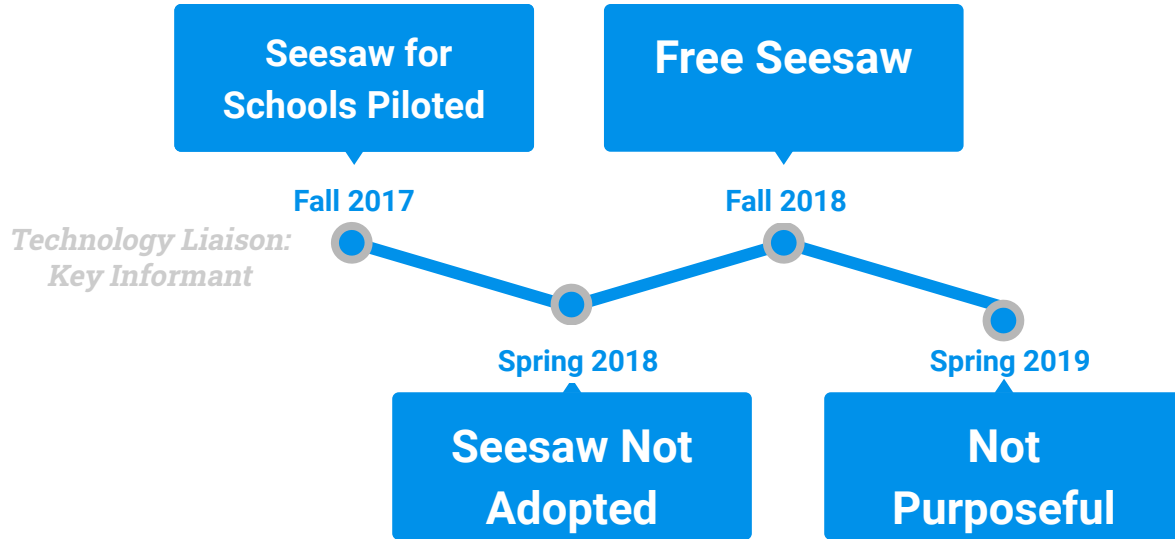 Seesaw for
Schools Piloted
Free Seesaw
Fall 2017
Fall 2018
Technology Liaison:
Key Informant
Spring 2018
Spring 2019
Seesaw Not
Adopted
Not
Purposeful